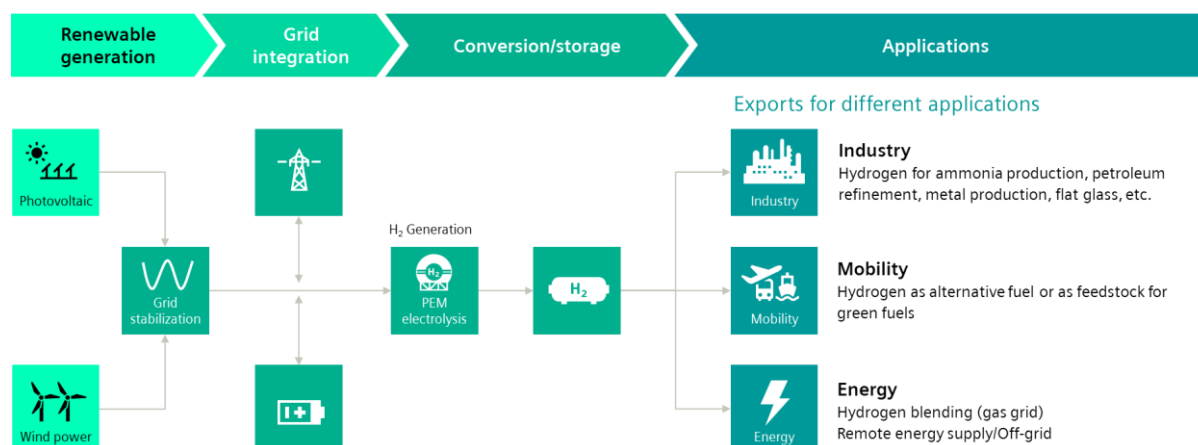 Renewable
generation
Grid
integration
Conversion/storage
Applications
Exports for different applications
Photovoltaic
Industry
Industry
Hydrogen for ammonia production, petroleum
refinement, metal production, flat glass, etc.
H₂ Generation
Grid
stabilization
H₂
PEM
electrolysis
H₂
Mobility
Mobility
Hydrogen as alternative fuel or as feedstock for
green fuels
Wind power
Energy
Energy
Hydrogen blending (gas grid)
Remote energy supply/Off-grid